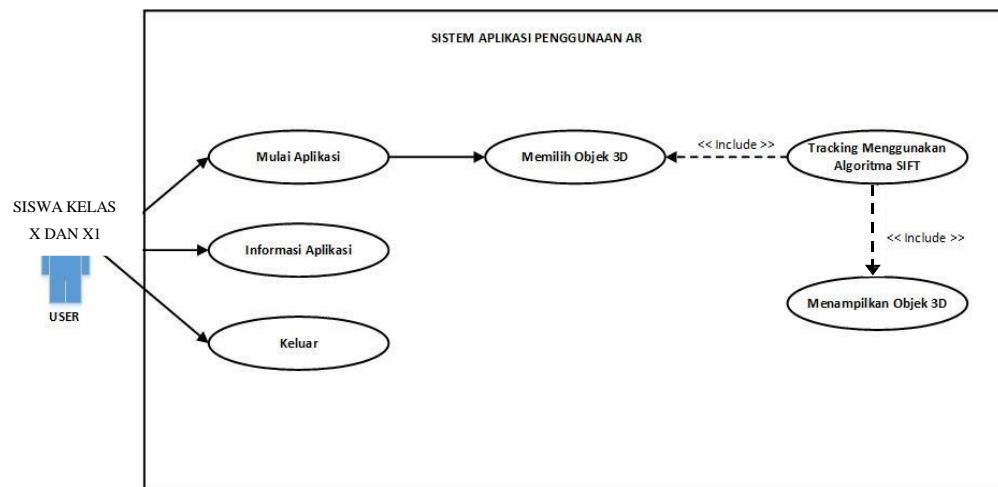 SISTEM APLIKASI PENGGUNAAN AR
Mulai Aplikasi
Memilih Objek 3D
<< Include >>
Tracking Menggunakan
Algoritma SIFT
SISWA KELAS
X DAN X1
USER
Informasi Aplikasi
<< Include >>
Menampilkan Objek 3D
Keluar